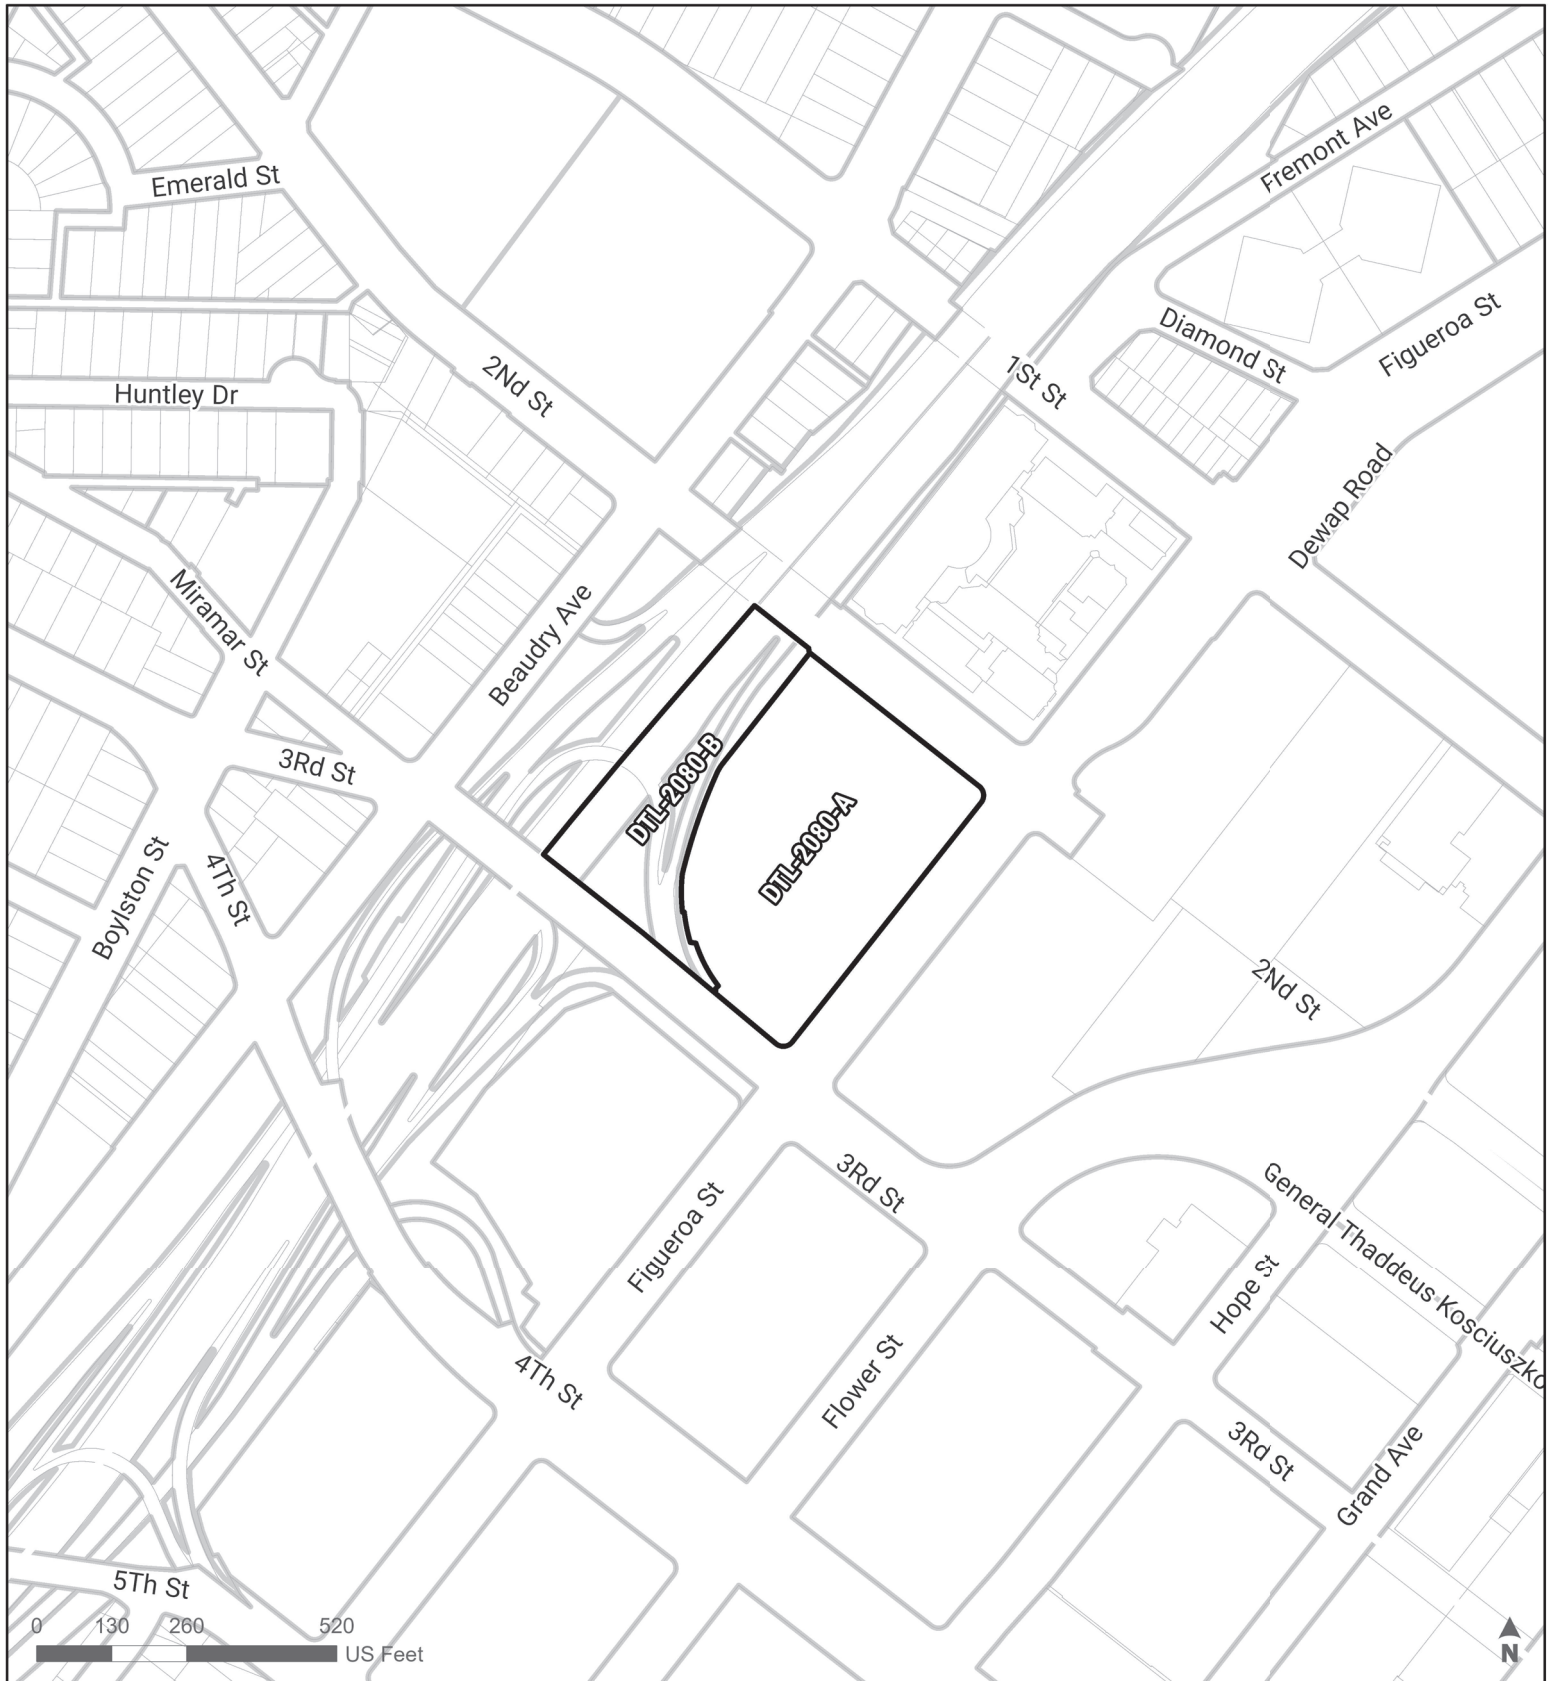 Fremont Ave
Emerald St
Diamond St
Figueroa St
1St St
2Nd St
Huntley Dr
Dewap Road
Miramar St
Beaudry Ave
DTL-2080-B
3Rd St
DTL-2080-A
4Th St
Boylston St
2Nd St
3Rd St
General Thaddeus Kosciuszko
Figueroa St
Hope St
4Th St
Flower St
3Rd St
Grand Ave
5Th St
0 130 260 520
US Feet
N